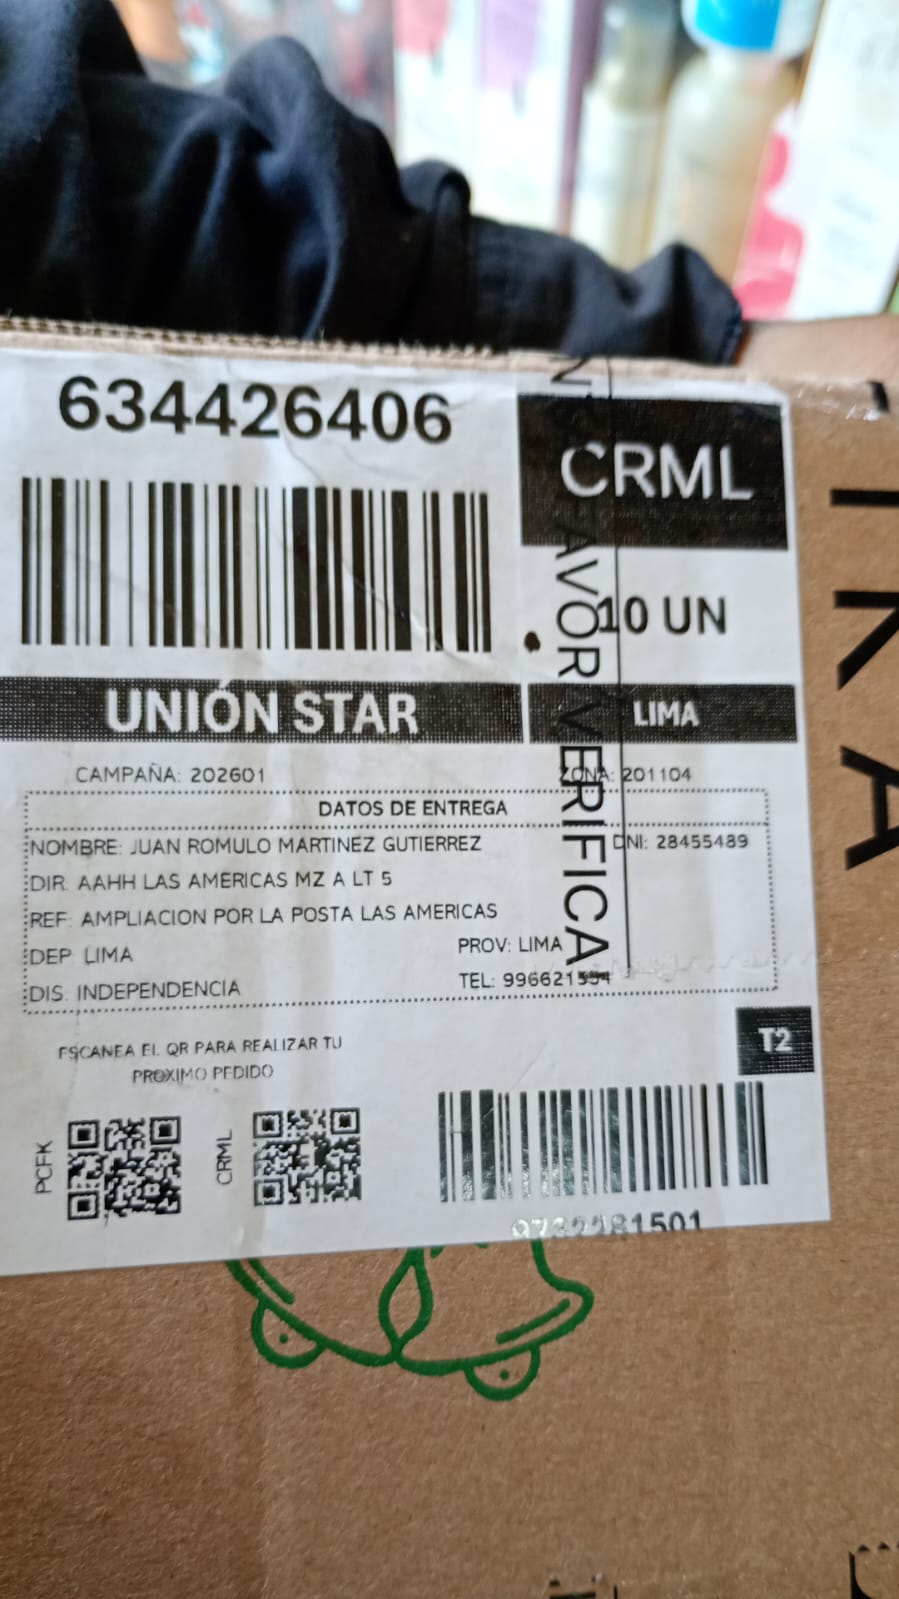 634426406
CRML
10 UN
UNIÓN STAR
LIMA
CAMPAÑA: 202601
ZONA: 201104
DATOS DE ENTREGA
NOMBRE: JUAN ROMULO MARTINEZ GUTIERREZ
DNI: 28455489
DIR: AAHH LAS AMERICAS MZ A LT 5
REF: AMPLIACION POR LA POSTA LAS AMERICAS
DEP: LIMA
PROV: LIMA
DIS. INDEPENDENCIA
TEL:
T2
ESCANEA EL QR PARA REALIZAR TU
PROXIMO PEDIDO
PCFK
CRML
FAVOR VERIFICA